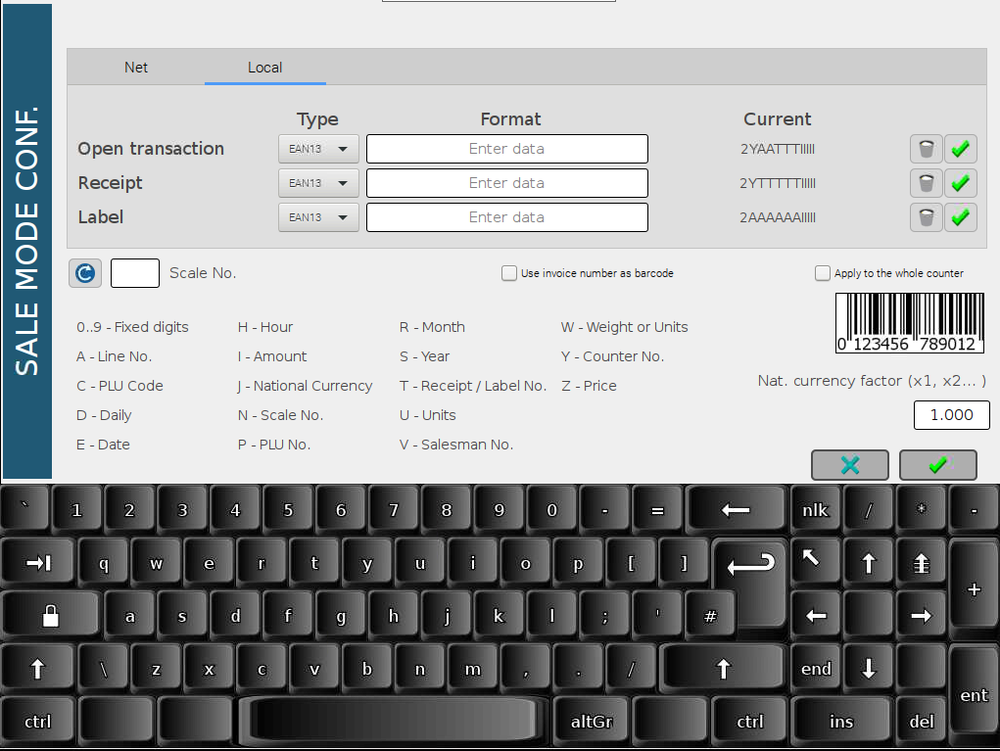 SALE MODE CONF.
Net Local
Type Format Current
Open transaction EAN13 Enter data 2YAATTTIIIII
Receipt EAN13 Enter data 2YTTTTTIIIII
Label EAN13 Enter data 2AAAAAAIIIII
Scale No. Use invoice number as barcode Apply to the whole counter
0 123456 789012
0..9 - Fixed digits H - Hour R - Month W - Weight or Units
A - Line No. I - Amount S - Year Y - Counter No.
C - PLU Code J - National Currency T - Receipt / Label No. Z - Price
D - Daily N - Scale No. U - Units
E - Date P - PLU No. V - Salesman No.
Nat. currency factor (x1, x2... )
1.000
` 1 2 3 4 5 6 7 8 9 0 - = nlk / * -
q w e r t y u i o p [ ] +
a s d f g h j k l ; ' #
\ z x c v b n m , . / end ent
ctrl altGr ctrl ins del